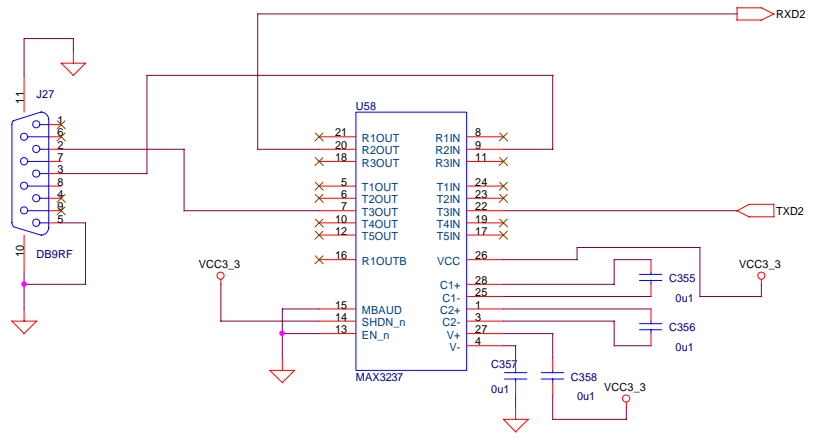 RXD2
11
J27
1
6
2
7
3
8
4
9
5
10
DB9RF
U58
21 R1OUT R1IN 8
20 R2OUT R2IN 9
18 R3OUT R3IN 11
5 T1OUT T1IN 24
6 T2OUT T2IN 23
7 T3OUT T3IN 22
10 T4OUT T4IN 19
12 T5OUT T5IN 17
16 R1OUTB VCC 26
C1+ 28
C1- 25
15 MBAUD C2+ 1
14 SHDN_n C2- 3
13 EN_n V+ 27
V- 4
MAX3237
TXD2
VCC3_3
VCC3_3
C355
0u1
C356
0u1
C357
0u1
C358
0u1
VCC3_3